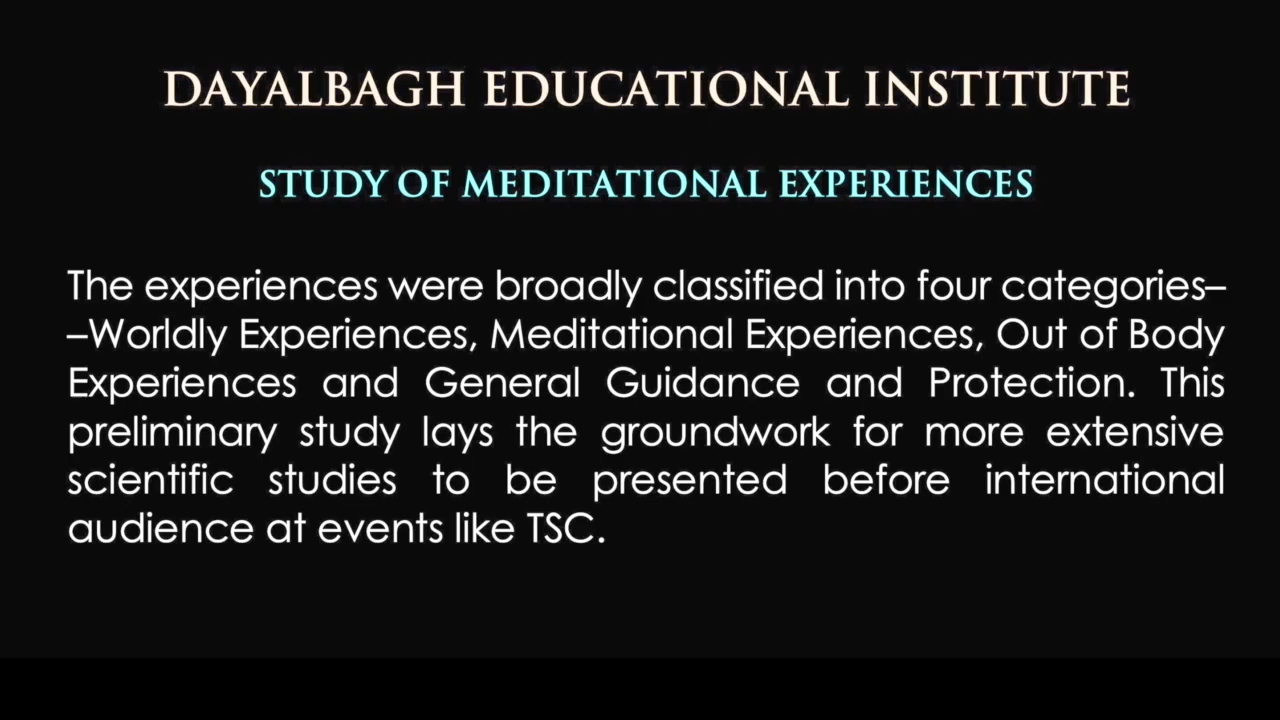 DAYALBAGH EDUCATIONAL INSTITUTE
STUDY OF MEDITATIONAL EXPERIENCES
The experiences were broadly classified into four categories–
–Worldly Experiences, Meditational Experiences, Out of Body
Experiences and General Guidance and Protection. This
preliminary study lays the groundwork for more extensive
scientific studies to be presented before international
audience at events like TSC.